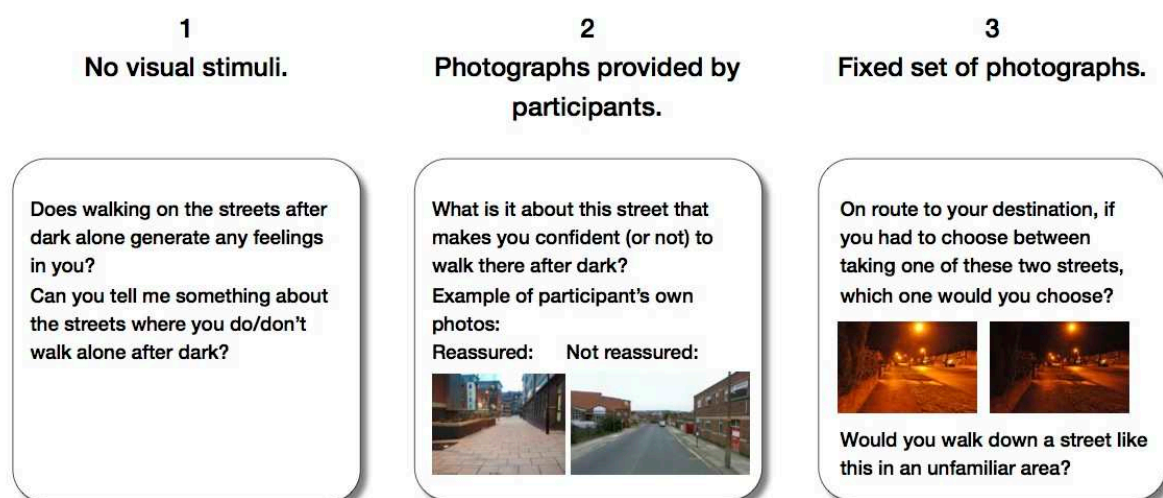 1
No visual stimuli.
2
Photographs provided by
participants.
3
Fixed set of photographs.
Does walking on the streets after
dark alone generate any feelings
in you?
Can you tell me something about
the streets where you do/don't
walk alone after dark?
What is it about this street that
makes you confident (or not) to
walk there after dark?
Example of participant's own
photos:
Reassured: Not reassured:
On route to your destination, if
you had to choose between
taking one of these two streets,
which one would you choose?
Would you walk down a street like
this in an unfamiliar area?